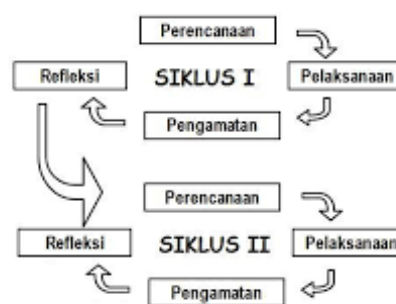 Perencanaan
Refleksi SIKLUS I Pelaksanaan
Pengamatan
Perencanaan
Refleksi SIKLUS II Pelaksanaan
Pengamatan